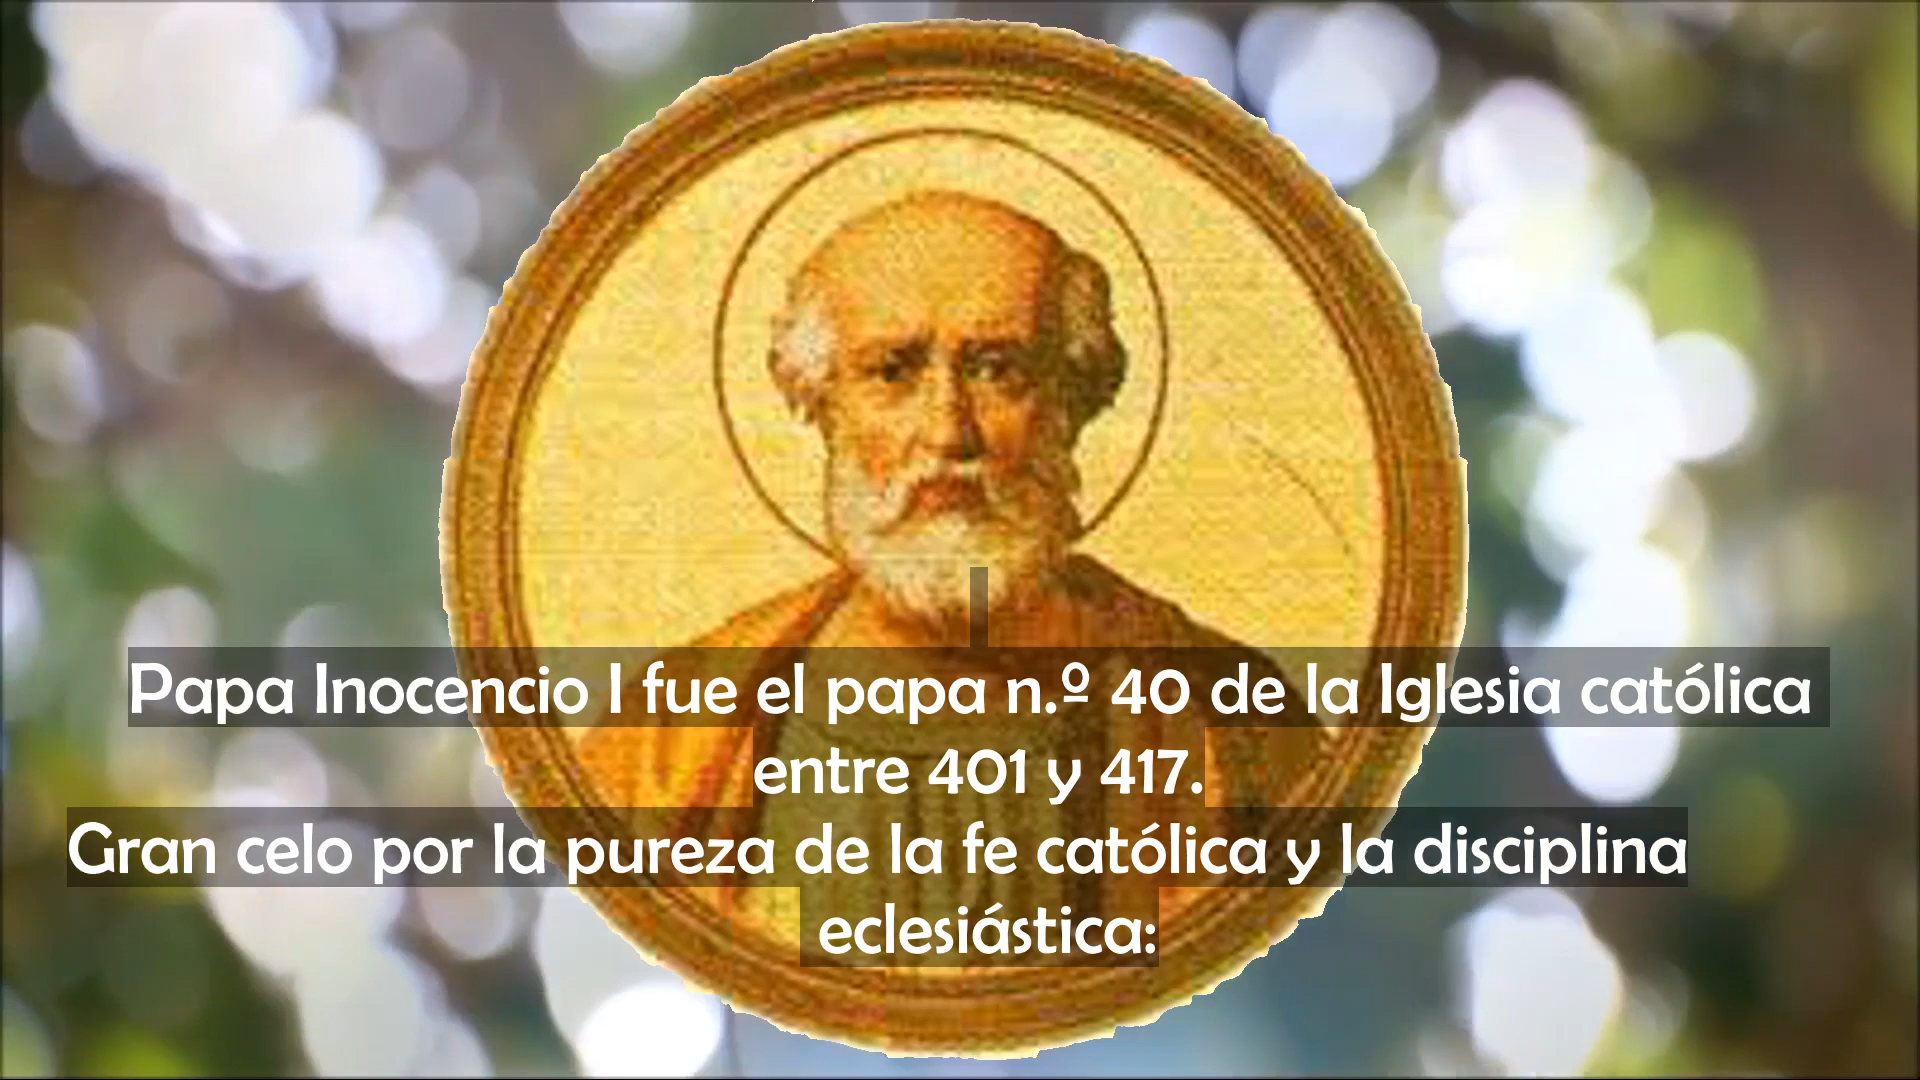 Papa Inocencio I fue el papa n.º 40 de la Iglesia católica
entre 401 y 417.
Gran celo por la pureza de la fe católica y la disciplina
eclesiástica: